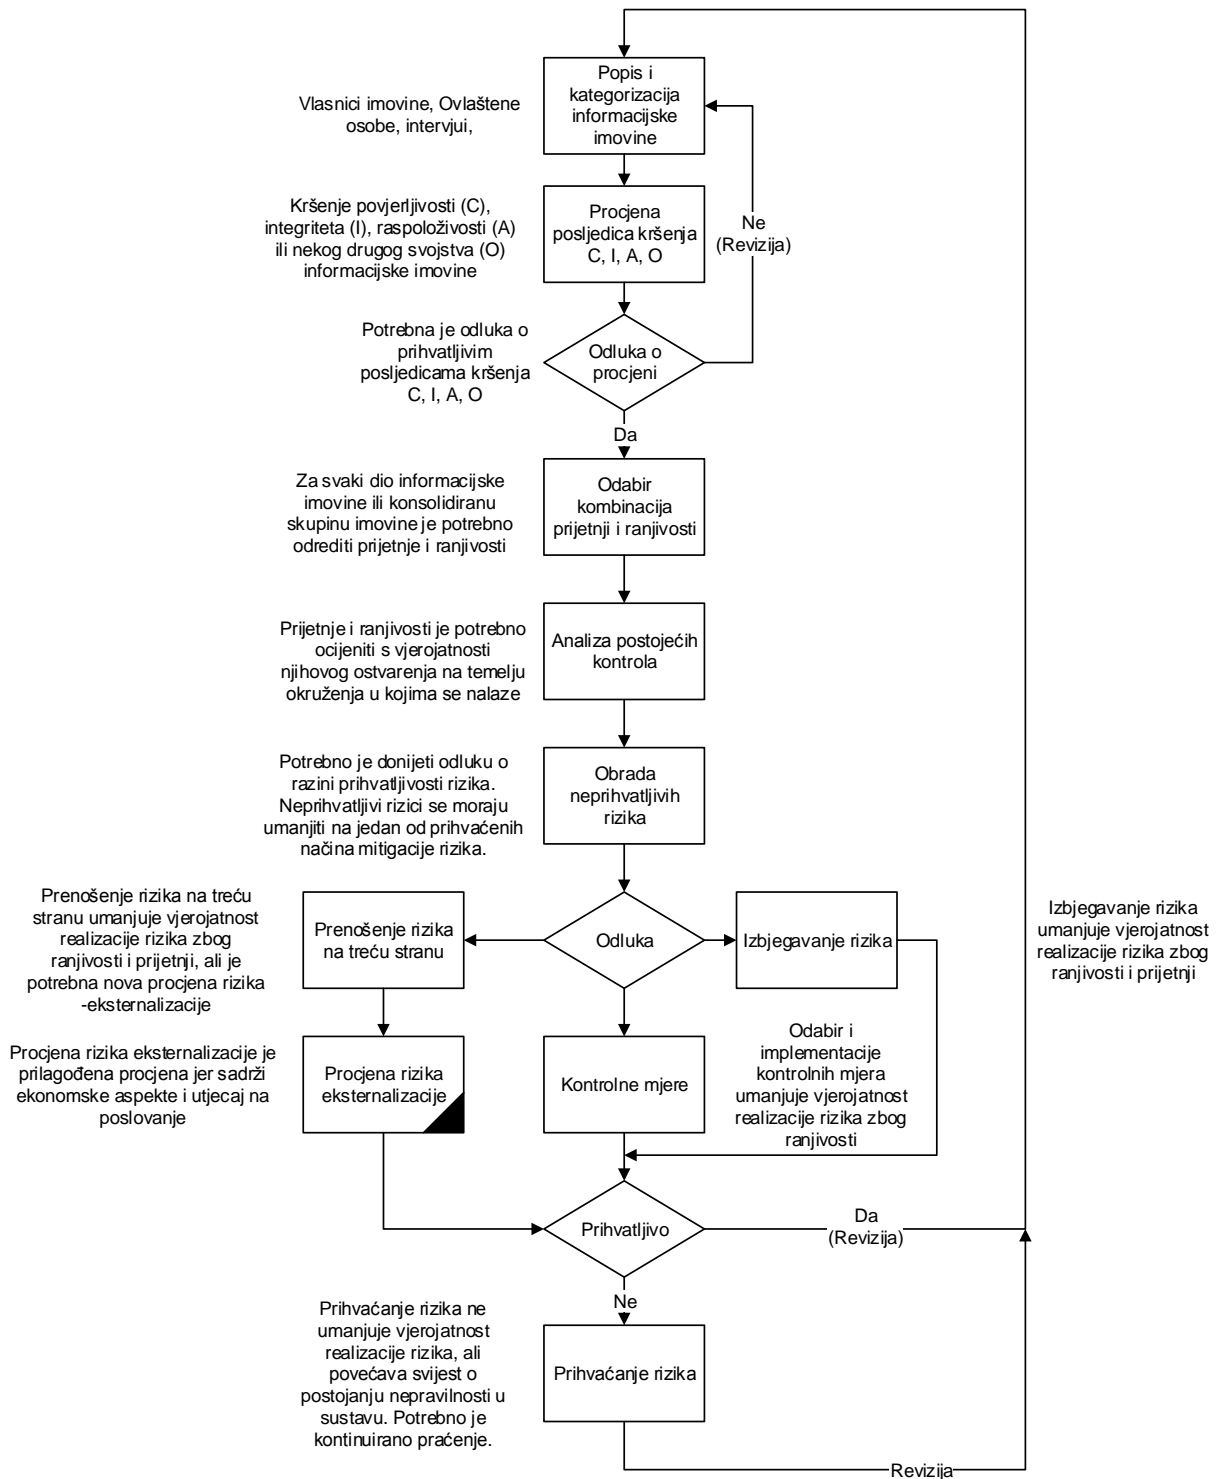 Popis i
kategorizacija
informacijske
imovine
Vlasnici imovine, Ovlaštene
osobe, intervjui,
Kršenje povjerljivosti (C),
integriteta (I), raspoloživosti (A)
ili nekog drugog svojstva (O)
informacijske imovine
Procjena
posljedica kršenja
C, I, A, O
Ne
(Revizija)
Potrebna je odluka o
prihvatljivim
posljedicama kršenja
C, I, A, O
Odluka o
procjeni
Da
Za svaki dio informacijske
imovine ili konsolidiranu
skupinu imovine je potrebno
odrediti prijetnje i ranjivosti
Odabir
kombinacija
prijetnji i ranjivosti
Prijetnje i ranjivosti je potrebno
ocijeniti s vjerojatnosti
njihovog ostvarenja na temelju
okruženja u kojima se nalaze
Analiza postojećih
kontrola
Potrebno je donijeti odluku o
razini prihvatljivosti rizika.
Neprihvatljivi rizici se moraju
umanjiti na jedan od prihvaćenih
načina mitigacije rizika.
Obrada
neprihvatljivih
rizika
Prenošenje rizika na treću
stranu umanjuje vjerojatnost
realizacije rizika zbog
ranjivosti i prijetnji, ali je
potrebna nova procjena rizika
-eksternalizacije
Prenošenje rizika
na treću stranu
Odluka
Izbjegavanje rizika
Izbjegavanje rizika
umanjuje vjerojatnost
realizacije rizika zbog
ranjivosti i prijetnji
Procjena rizika eksternalizacije je
prilagođena procjena jer sadrži
ekonomske aspekte i utjecaj na
poslovanje
Procjena rizika
eksternalizacije
Kontrolne mjere
Odabir i
implementacije
kontrolnih mjera
umanjuje vjerojatnost
realizacije rizika zbog
ranjivosti
Prihvatljivo
Da
(Revizija)
Ne
Prihvaćanje rizika ne
umanjuje vjerojatnost
realizacije rizika, ali
povećava svijest o
postojanju nepravilnosti u
sustavu. Potrebno je
kontinuirano praćenje.
Prihvaćanje rizika
Revizija